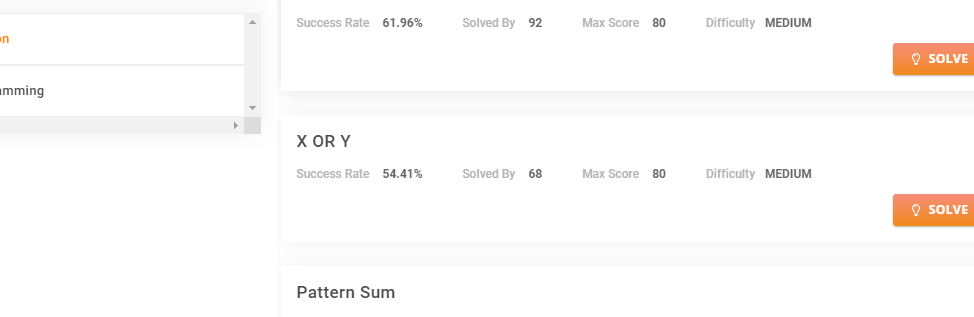 Success Rate 61.96% Solved By 92 Max Score 80 Difficulty MEDIUM
on
SOLVE
amming
X OR Y
Success Rate 54.41% Solved By 68 Max Score 80 Difficulty MEDIUM
SOLVE
Pattern Sum